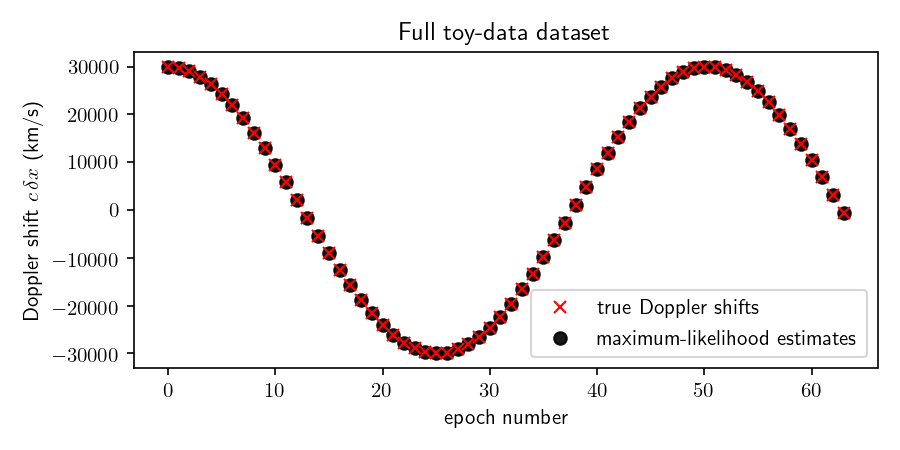 Full toy-data dataset
Doppler shift c δx (km/s)
30000
20000
10000
0
−10000
−20000
−30000
true Doppler shifts
maximum-likelihood estimates
0 10 20 30 40 50 60
epoch number